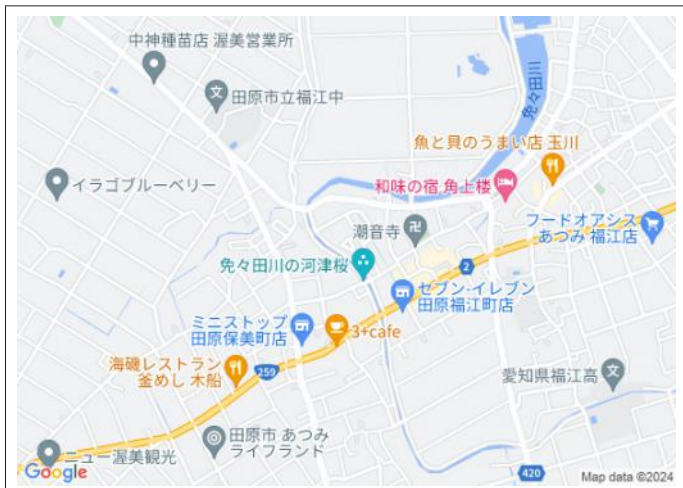 中神種苗店 渥美営業所
田原市立福江中
免々田川
魚と貝のうまい店 玉川
イラゴブルーベリー
和味の宿 角上楼
フードオアシス
あつみ 福江店
潮音寺
免々田川の河津桜
2
セブン-イレブン
田原福江町店
ミニストップ
田原保美町店
3+cafe
海磯レストラン
釜めし 木船
259
愛知県福江高
田原市 あつみ
ライフランド
ニュー渥美観光
Google
420
Map data ©2024